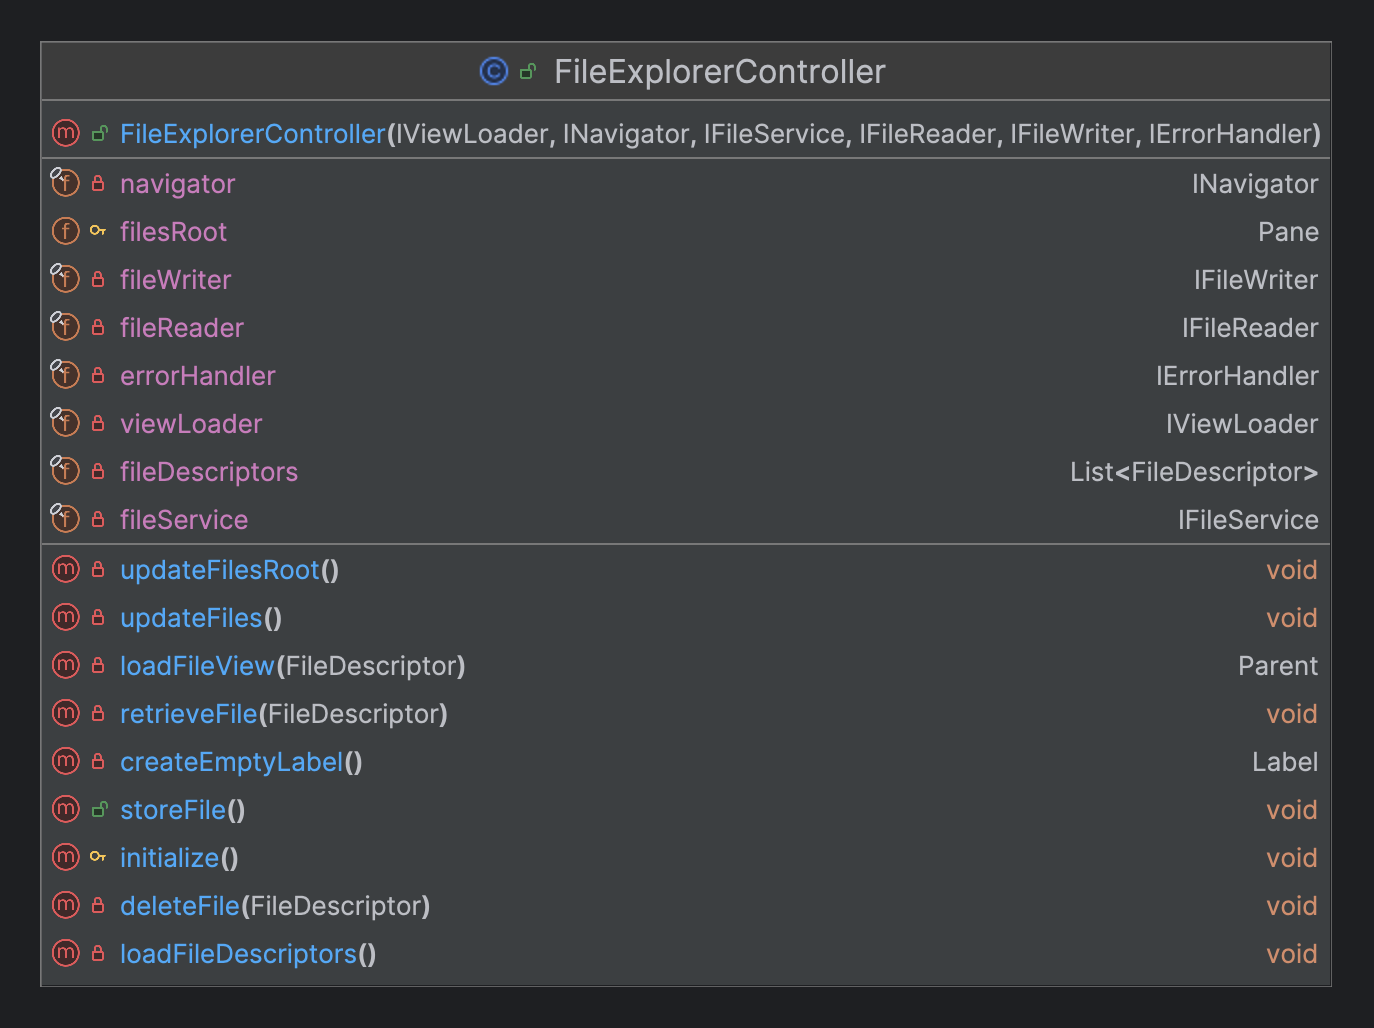 FileExplorerController
FileExplorerController(IViewLoader, INavigator, IFileService, IFileReader, IFileWriter, IErrorHandler)
navigator INavigator
filesRoot Pane
fileWriter IFileWriter
fileReader IFileReader
errorHandler IErrorHandler
viewLoader IViewLoader
fileDescriptors List<FileDescriptor>
fileService IFileService
updateFilesRoot() void
updateFiles() void
loadFileView(FileDescriptor) Parent
retrieveFile(FileDescriptor) void
createEmptyLabel() Label
storeFile() void
initialize() void
deleteFile(FileDescriptor) void
loadFileDescriptors() void